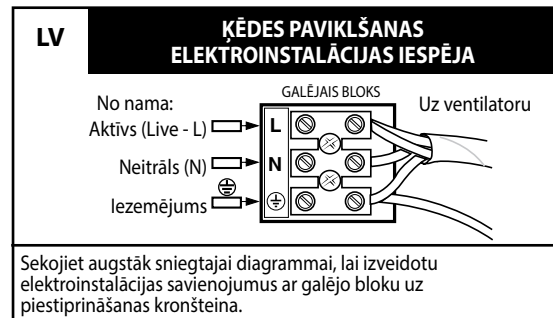 LV
ĶĒDES PAVIKLŠANAS
ELEKTROINSTALĀCIJAS IESPĒJA
GALĒJAIS BLOKS
No nama:
Uz ventilatoru
Aktīvs (Live - L)
L
Neitrāls (N)
N
Iezemējums
Sekojiet augstāk sniegtajai diagrammai, lai izveidotu
elektroinstalācijas savienojumus ar galējo bloku uz
piestiprināšanas kronšteina.